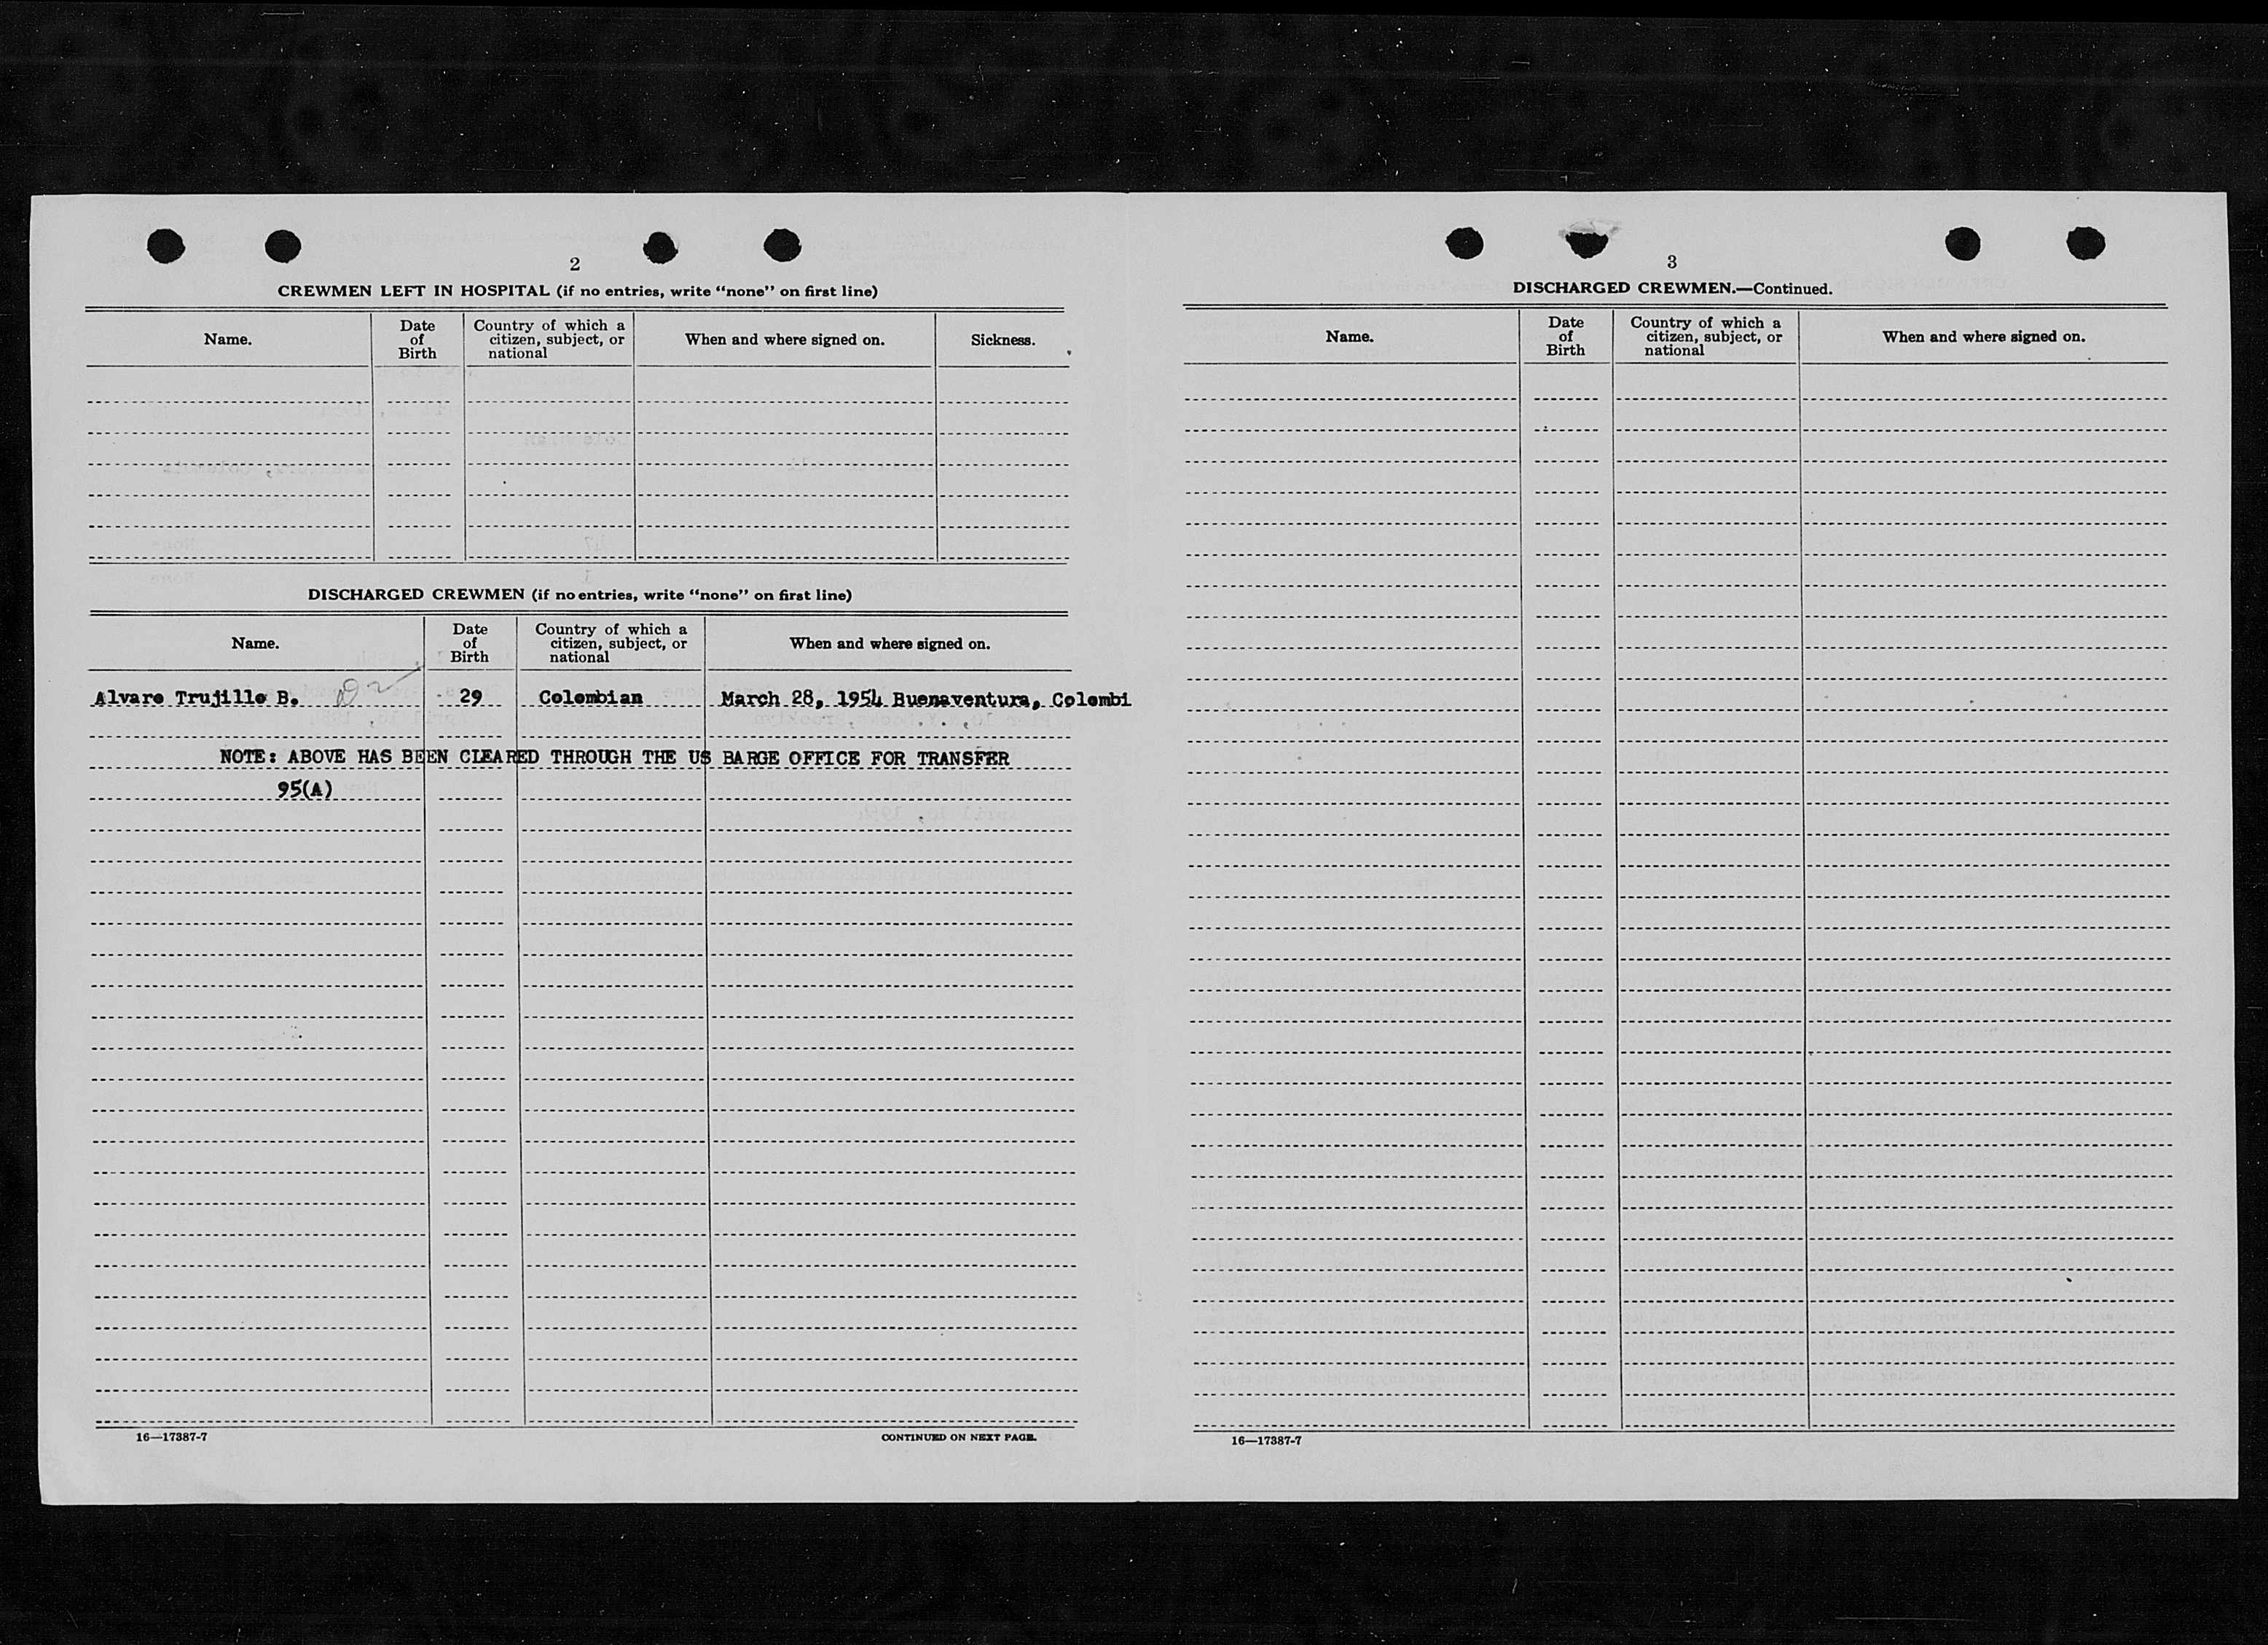 2
CREWMEN LEFT IN HOSPITAL (if no entries, write “none” on first line)
Name. Date of Birth Country of which a citizen, subject, or national When and where signed on. Sickness.
DISCHARGED CREWMEN (if no entries, write “none” on first line)
Name. Date of Birth Country of which a citizen, subject, or national When and where signed on.
Alvaro Trujillo B. 29 Colombian March 28, 1954 Buenaventura, Colombi
NOTE: ABOVE HAS BEEN CLEARED THROUGH THE US BARGE OFFICE FOR TRANSFER
95(A)
16—17387-7 CONTINUED ON NEXT PAGE.
3
DISCHARGED CREWMEN.—Continued.
Name. Date of Birth Country of which a citizen, subject, or national When and where signed on.
16—17387-7